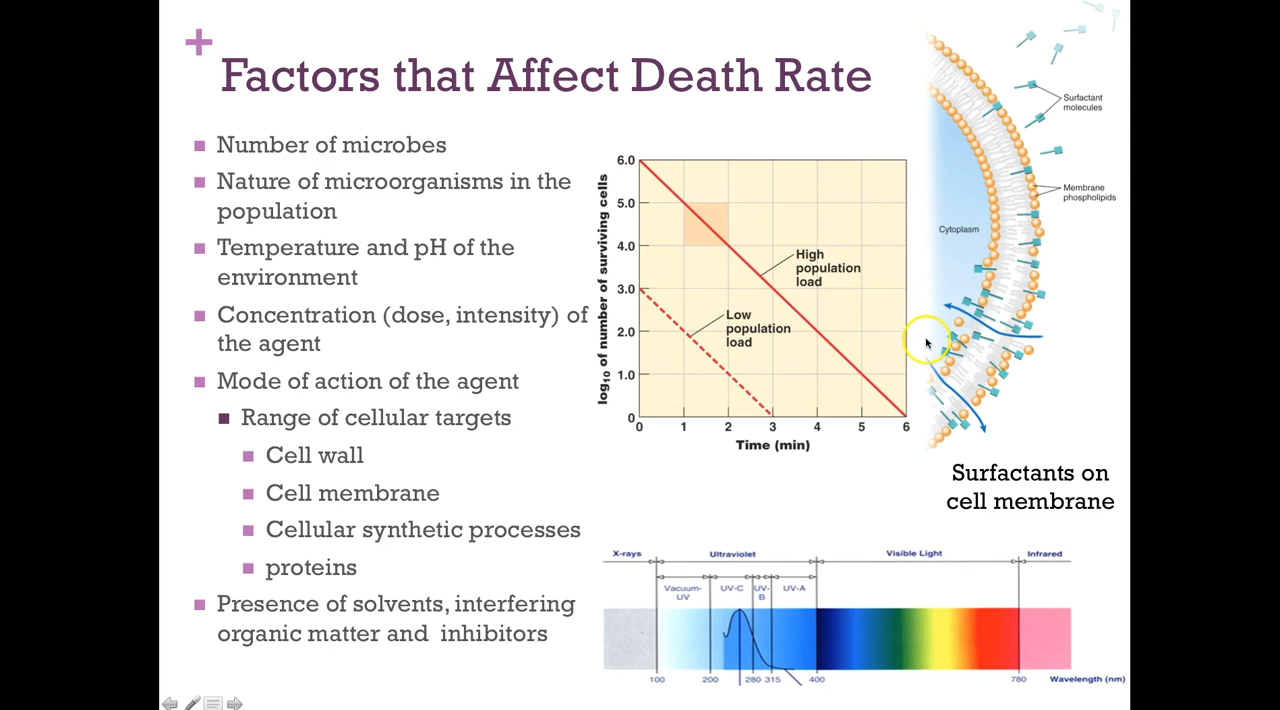 +
Factors that Affect Death Rate
Number of microbes
Nature of microorganisms in the
population
Temperature and pH of the
environment
Concentration (dose, intensity) of
the agent
Mode of action of the agent
Range of cellular targets
Cell wall
Cell membrane
Cellular synthetic processes
proteins
Presence of solvents, interfering
organic matter and inhibitors
log10 of number of surviving cells
6.0
5.0
4.0
3.0
2.0
1.0
0
High
population
load
Low
population
load
0 1 2 3 4 5 6
Time (min)
Surfactant
molecules
Membrane
phospholipids
Cytoplasm
Surfactants on
cell membrane
X-rays Ultraviolet Visible Light Infrared
Vacuum-
UV
UV-C
UV-
B
UV-A
100 200 280 315 400 780 Wavelength (nm)